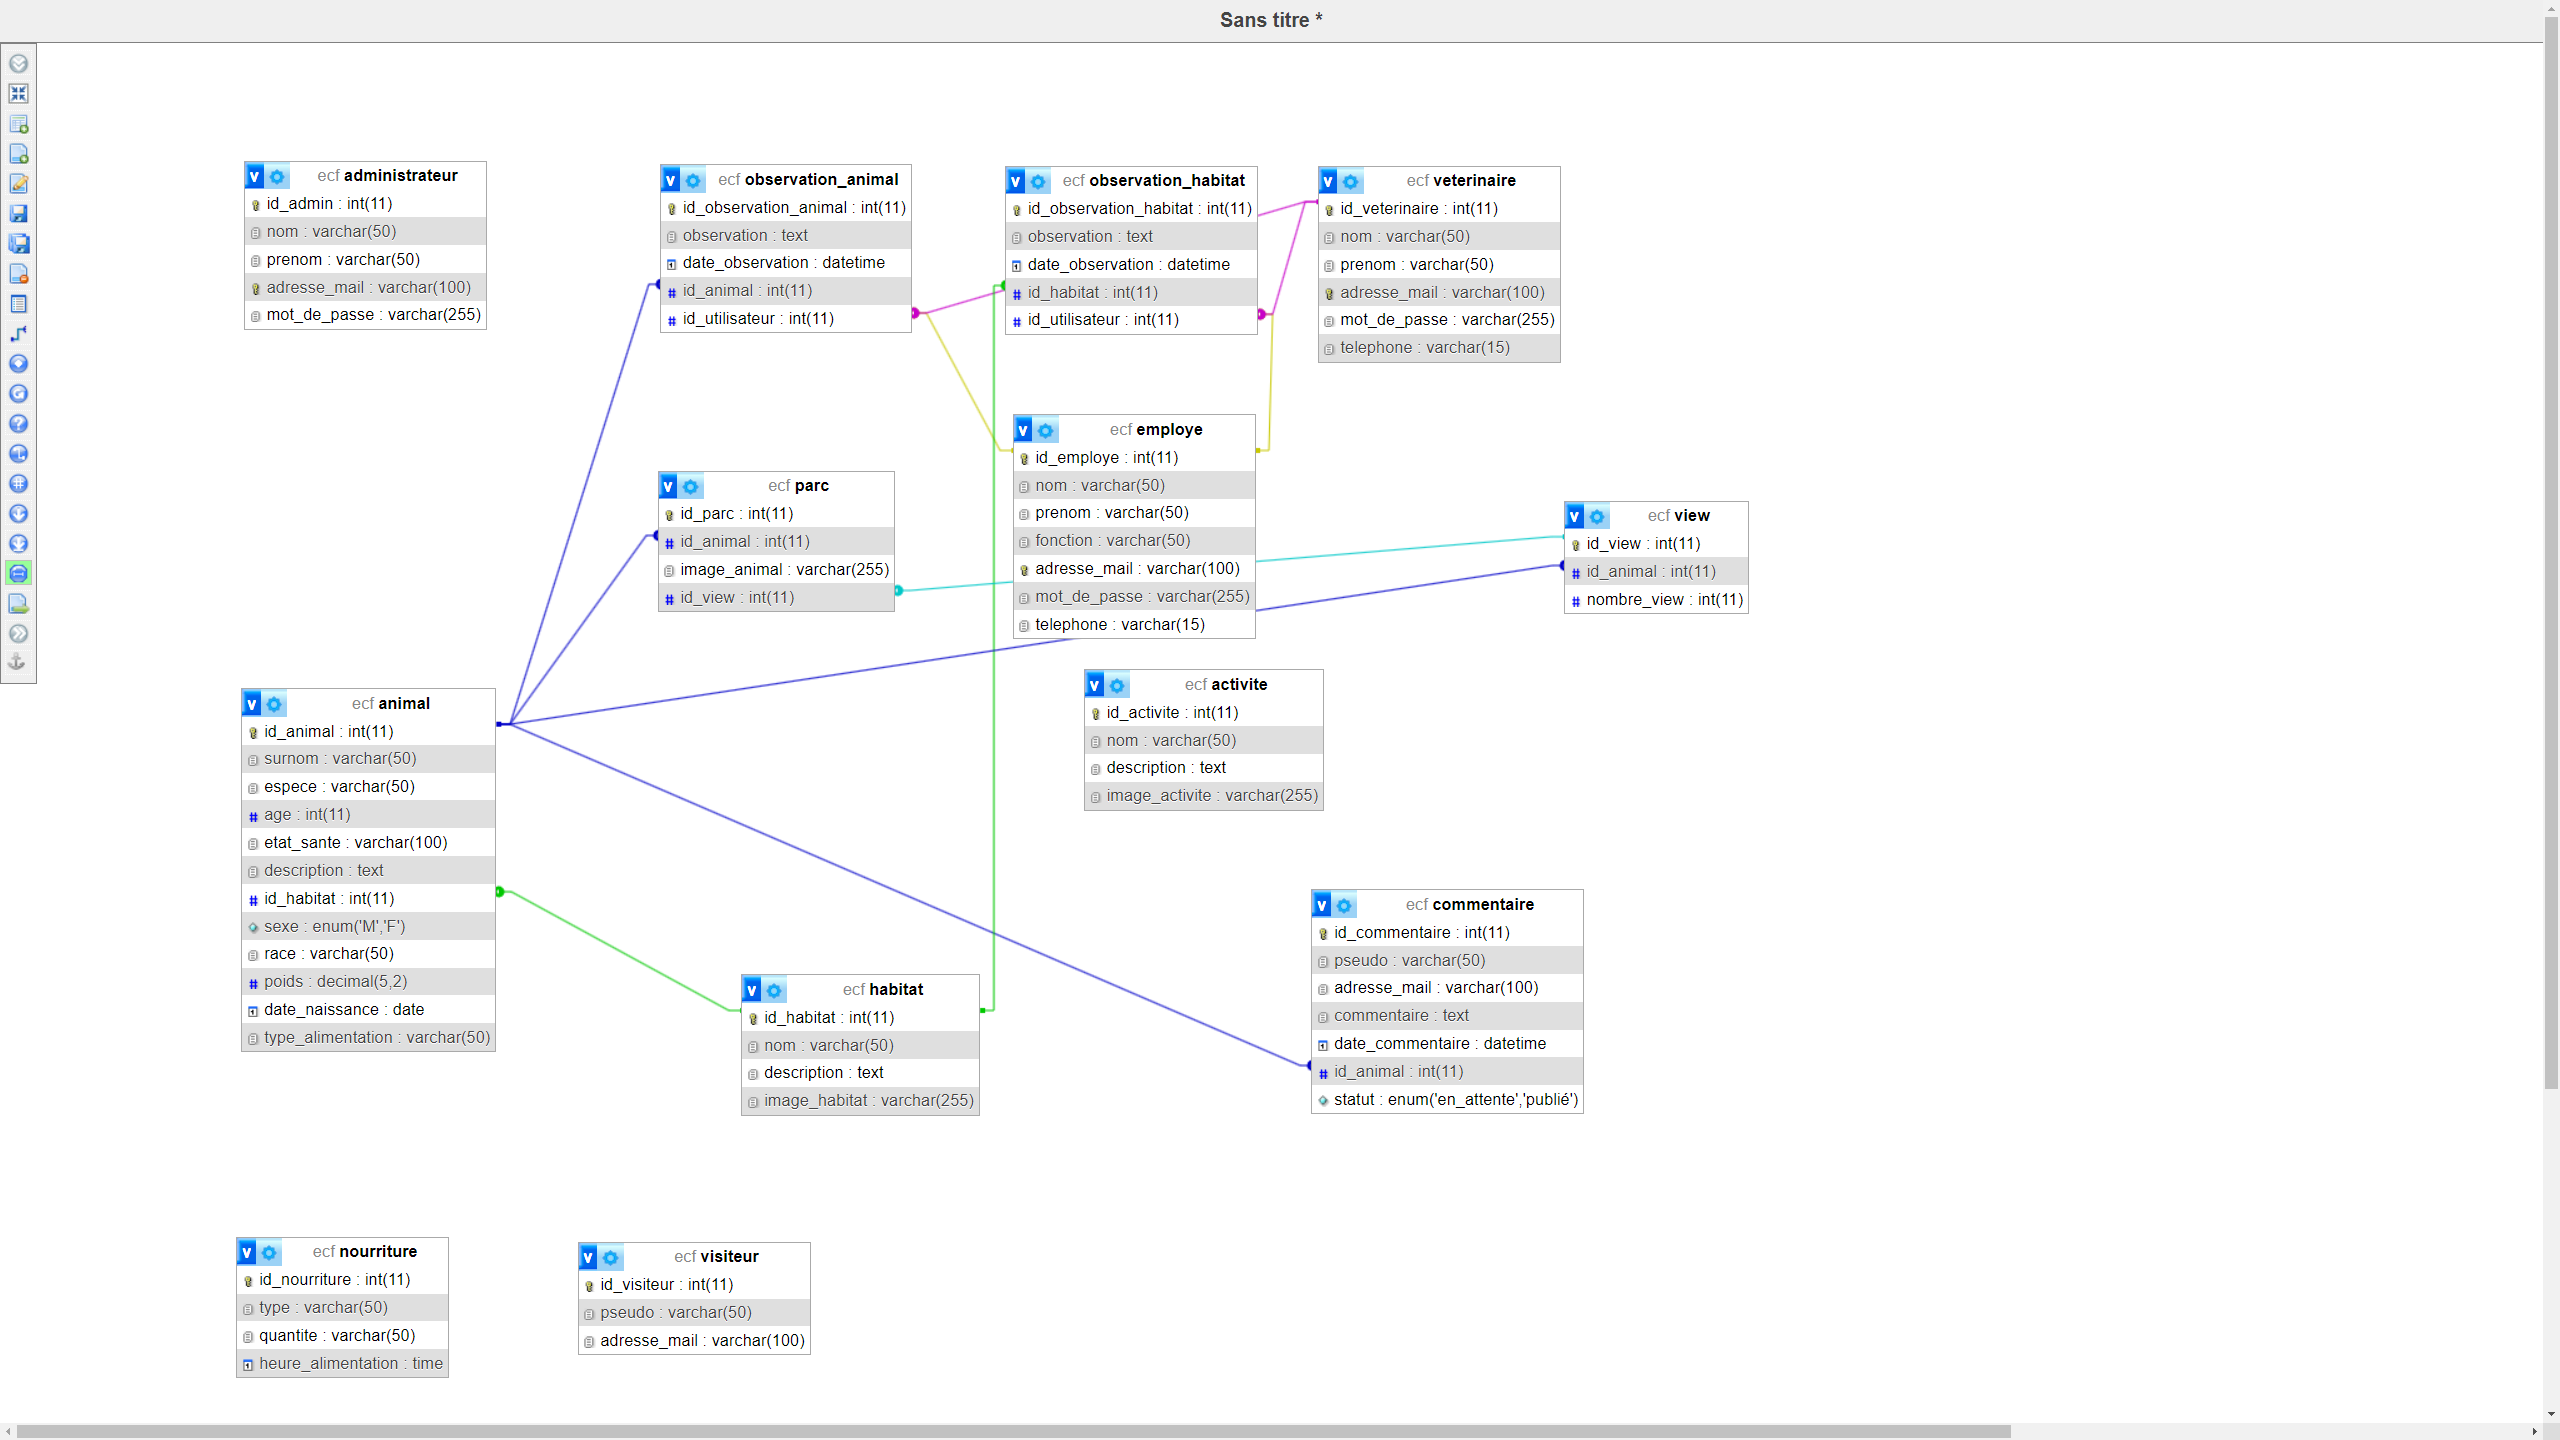 Sans titre *
ecf administrateur
id_admin : int(11)
nom : varchar(50)
prenom : varchar(50)
adresse_mail : varchar(100)
mot_de_passe : varchar(255)
ecf observation_animal
id_observation_animal : int(11)
observation : text
date_observation : datetime
id_animal : int(11)
id_utilisateur : int(11)
ecf observation_habitat
id_observation_habitat : int(11)
observation : text
date_observation : datetime
id_habitat : int(11)
id_utilisateur : int(11)
ecf veterinaire
id_veterinaire : int(11)
nom : varchar(50)
prenom : varchar(50)
adresse_mail : varchar(100)
mot_de_passe : varchar(255)
telephone : varchar(15)
ecf parc
id_parc : int(11)
id_animal : int(11)
image_animal : varchar(255)
id_view : int(11)
ecf employe
id_employe : int(11)
nom : varchar(50)
prenom : varchar(50)
fonction : varchar(50)
adresse_mail : varchar(100)
mot_de_passe : varchar(255)
telephone : varchar(15)
ecf view
id_view : int(11)
id_animal : int(11)
nombre_view : int(11)
ecf animal
id_animal : int(11)
surnom : varchar(50)
espece : varchar(50)
age : int(11)
etat_sante : varchar(100)
description : text
id_habitat : int(11)
sexe : enum('M','F')
race : varchar(50)
poids : decimal(5,2)
date_naissance : date
type_alimentation : varchar(50)
ecf activite
id_activite : int(11)
nom : varchar(50)
description : text
image_activite : varchar(255)
ecf habitat
id_habitat : int(11)
nom : varchar(50)
description : text
image_habitat : varchar(255)
ecf commentaire
id_commentaire : int(11)
pseudo : varchar(50)
adresse_mail : varchar(100)
commentaire : text
date_commentaire : datetime
id_animal : int(11)
statut : enum('en_attente','publié')
ecf nourriture
id_nourriture : int(11)
type : varchar(50)
quantite : varchar(50)
heure_alimentation : time
ecf visiteur
id_visiteur : int(11)
pseudo : varchar(50)
adresse_mail : varchar(100)